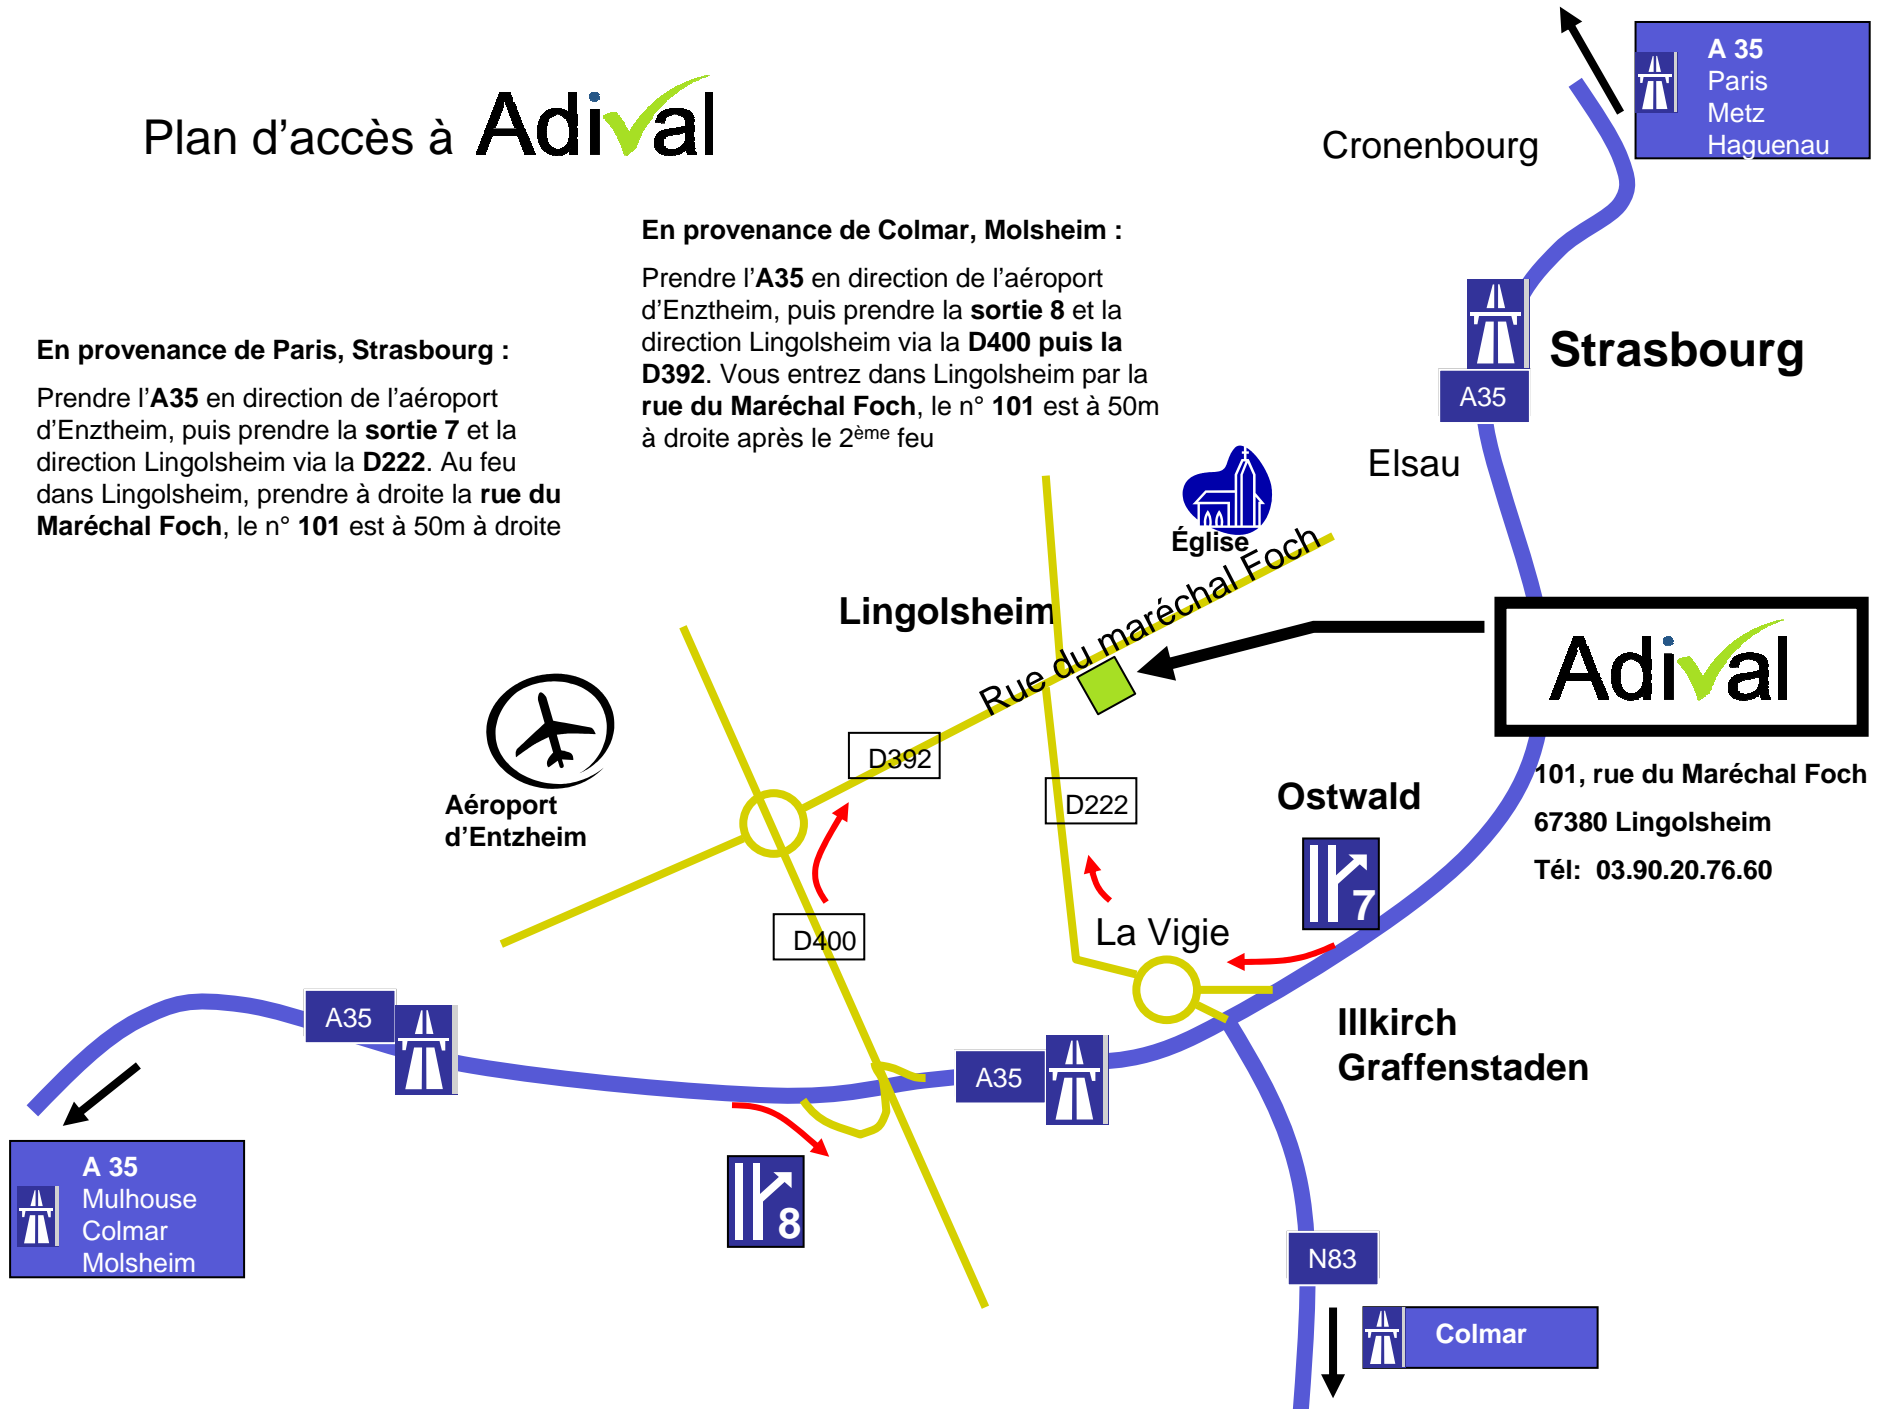 Plan d’accès à Adival
En provenance de Paris, Strasbourg :
Prendre l’A35 en direction de l’aéroport
d’Enztheim, puis prendre la sortie 7 et la
direction Lingolsheim via la D222. Au feu
dans Lingolsheim, prendre à droite la rue du
Maréchal Foch, le n° 101 est à 50m à droite
En provenance de Colmar, Molsheim :
Prendre l’A35 en direction de l’aéroport
d’Enztheim, puis prendre la sortie 8 et la
direction Lingolsheim via la D400 puis la
D392. Vous entrez dans Lingolsheim par la
rue du Maréchal Foch, le n° 101 est à 50m
à droite après le 2ème feu
A 35
Paris
Metz
Haguenau
Cronenbourg
Strasbourg
A35
Elsau
Église
Rue du maréchal Foch
Lingolsheim
Adival
101, rue du Maréchal Foch
67380 Lingolsheim
Tél: 03.90.20.76.60
Aéroport
d’Entzheim
D392
D222
Ostwald
7
D400
La Vigie
A35
A35
Illkirch
Graffenstaden
8
A 35
Mulhouse
Colmar
Molsheim
N83
Colmar